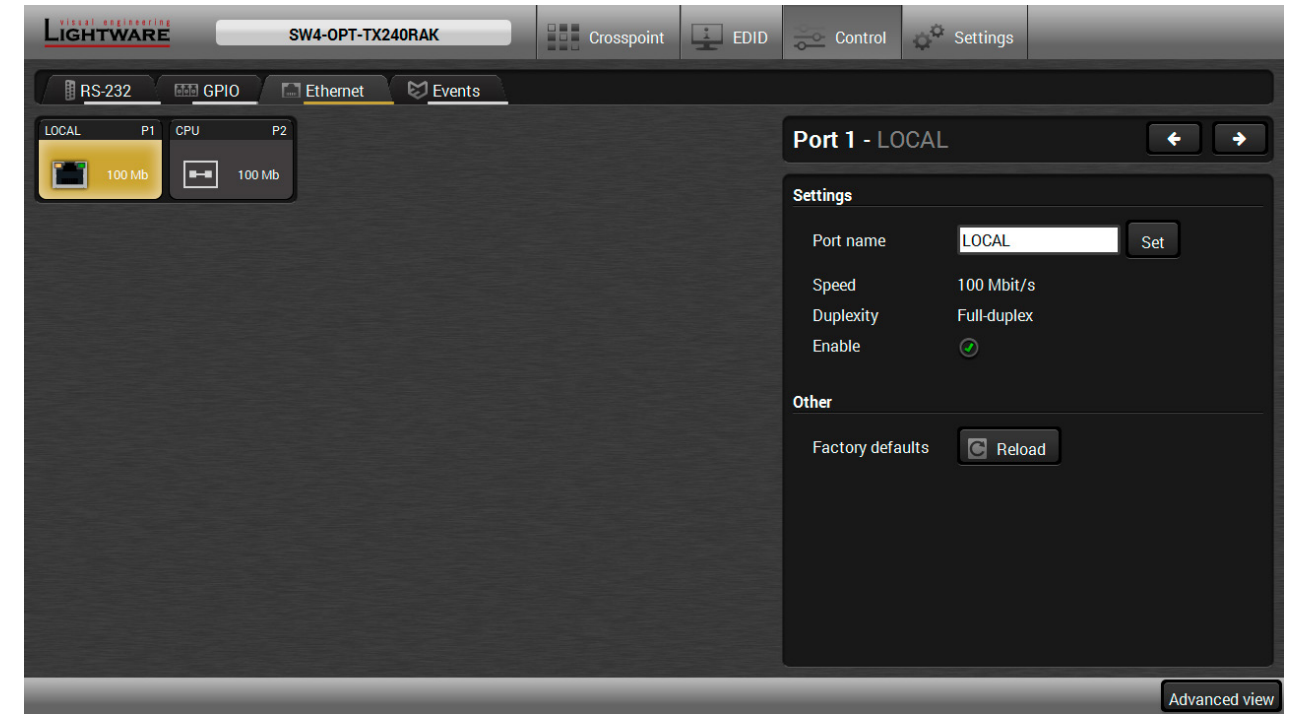 visual engineering
LIGHTWARE
SW4-OPT-TX240RAK
Crosspoint
EDID
Control
Settings
RS-232
GPIO
Ethernet
Events
LOCAL P1
100 Mb
CPU P2
100 Mb
Port 1 - LOCAL
Settings
Port name LOCAL Set
Speed 100 Mbit/s
Duplexity Full-duplex
Enable
Other
Factory defaults Reload
Advanced view